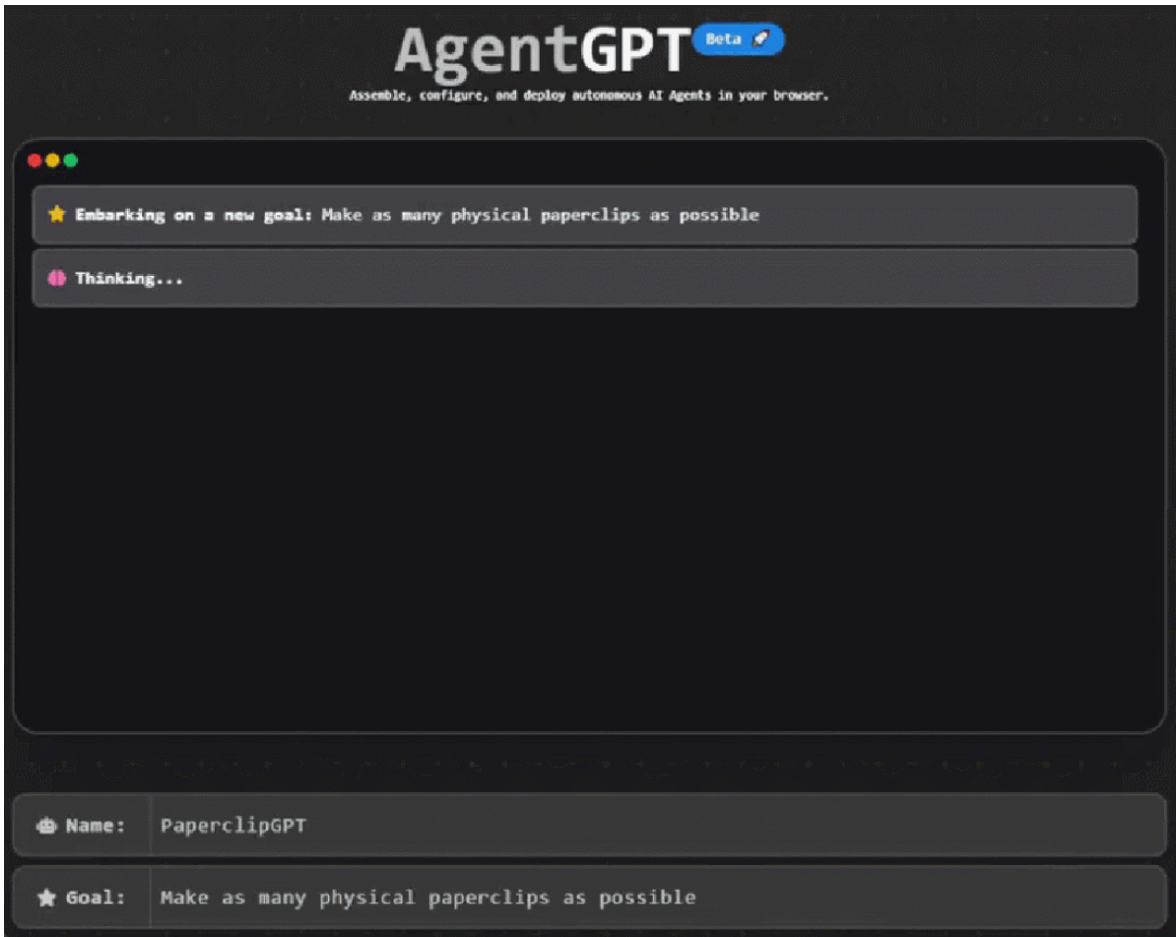 AgentGPT Beta
Assemble, configure, and deploy autonomous AI Agents in your browser.
Embarking on a new goal: Make as many physical paperclips as possible
Thinking...
Name: PaperclipGPT
Goal: Make as many physical paperclips as possible